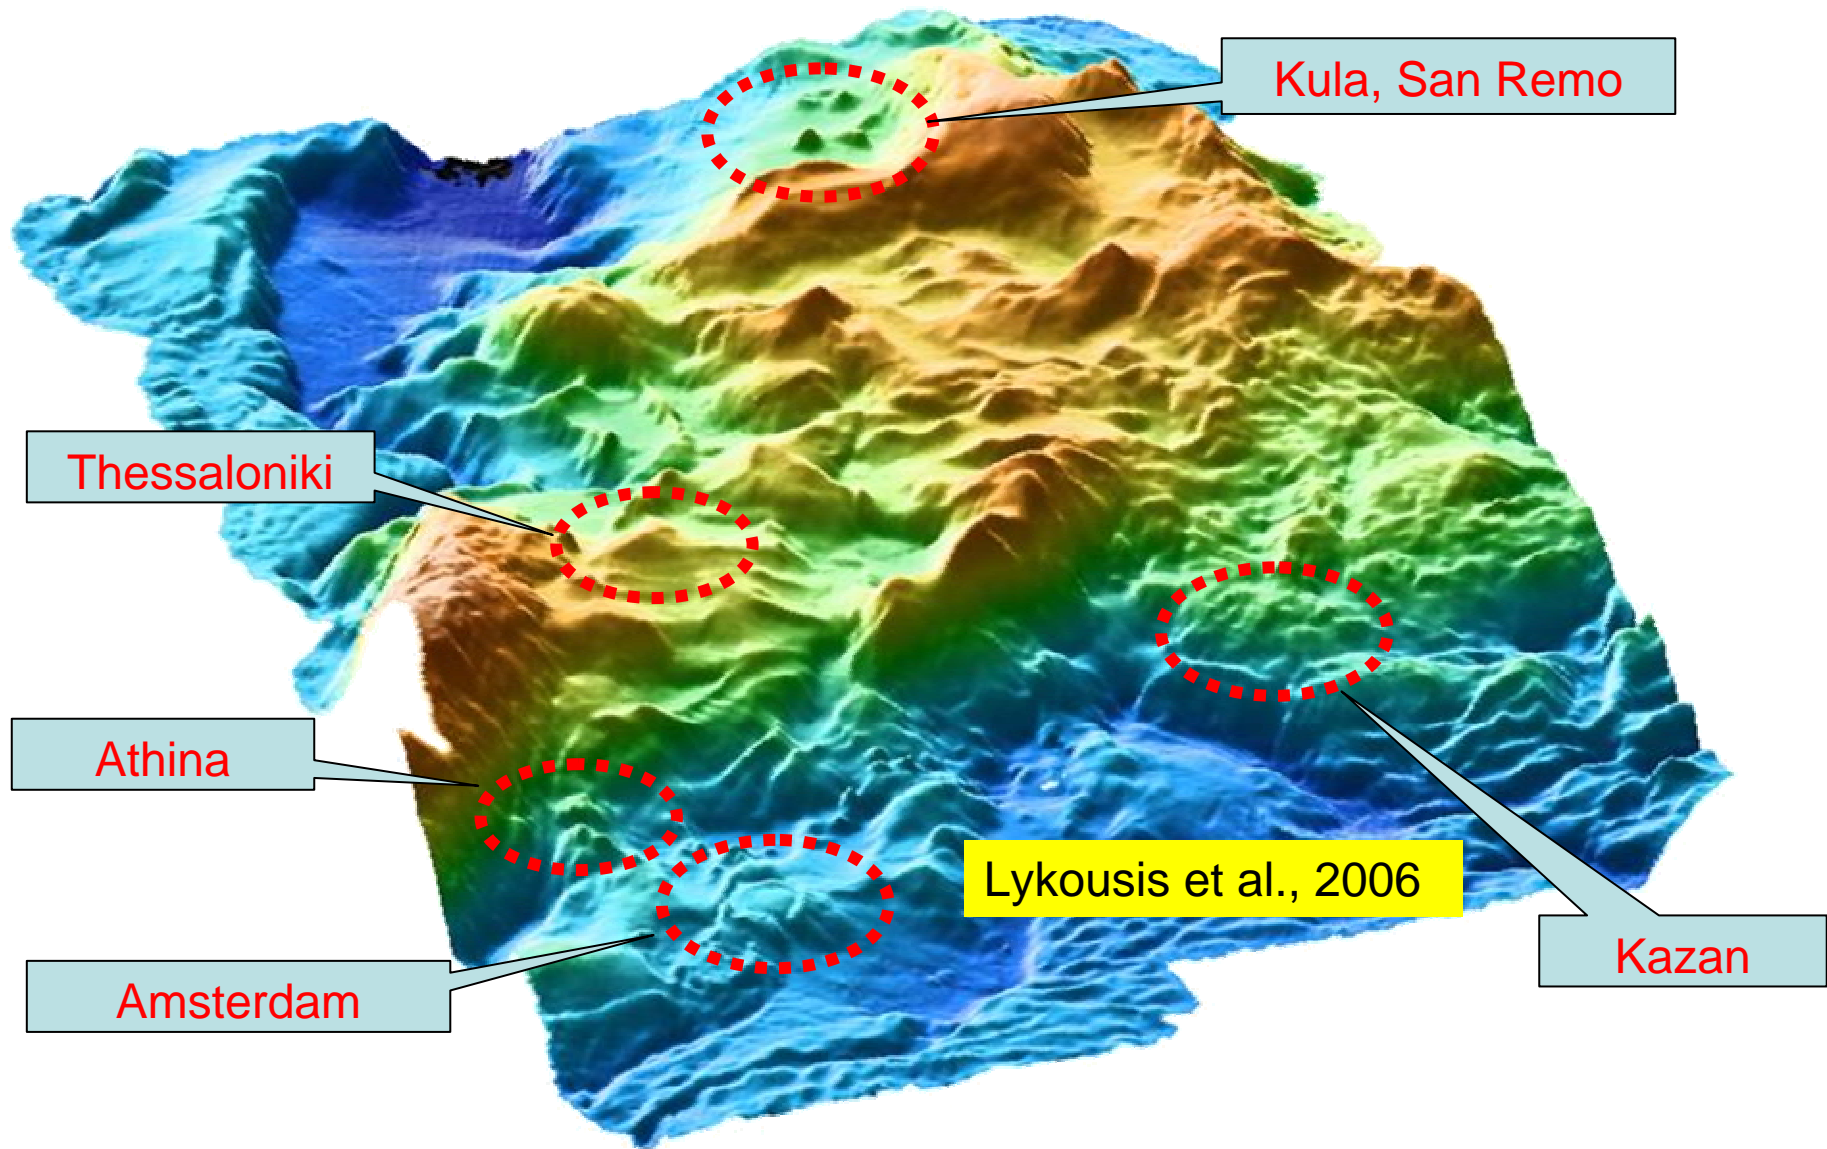 Kula, San Remo
Thessaloniki
Athina
Lykousis et al., 2006
Kazan
Amsterdam